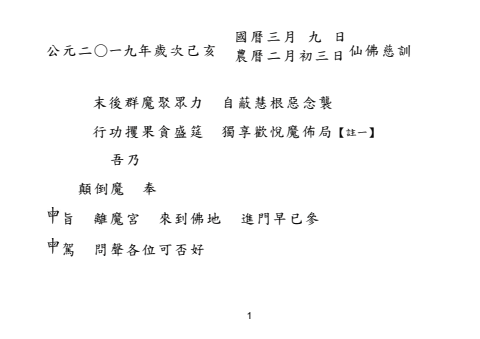 公元二○一九年歲次己亥 國曆三月 九 日 仙佛慈訓
農曆二月初三日
末後群魔聚眾力 自蔽慧根惡念襲
行功攫果貪盛筵 獨享歡悅魔佈局【註一】
吾乃
顛倒魔 奉
申旨 離魔宮 來到佛地 進門早已參
申駕 問聲各位可否好
1